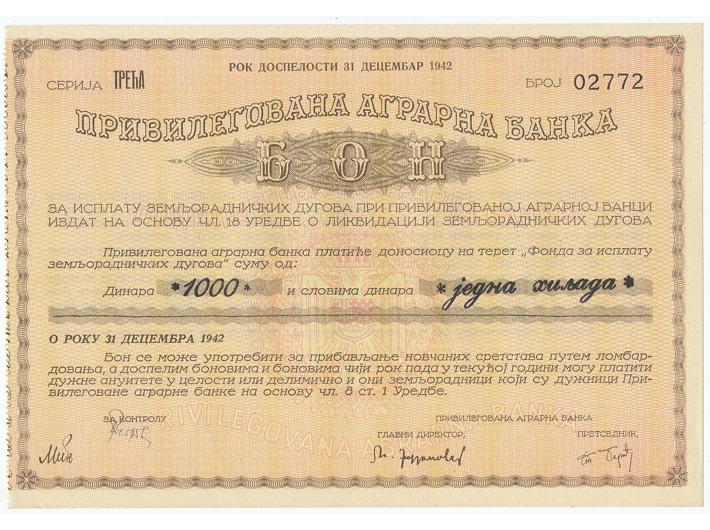 РОК ДОСПЕЛОСТИ 31 ДЕЦЕМБАР 1942
СЕРИЈА ТРЕЋА БРОЈ 02772
ПРИВИЛЕГОВАНА АГРАРНА БАНКА
БОН
ЗА ИСПЛАТУ ЗЕМЉОРАДНИЧКИХ ДУГОВА ПРИ ПРИВИЛЕГОВАНОЈ АГРАРНОЈ БАНЦИ
ИЗДАТ НА ОСНОВУ ЧЛ. 18 УРЕДБЕ О ЛИКВИДАЦИЈИ ЗЕМЉОРАДНИЧКИХ ДУГОВА
Привилегована аграрна банка платиће доносиоцу на терет „Фонда за исплату
земљорадничких дугова" суму од:
Динара *1000* и словима динара * једна хиљада *
О РОКУ 31 ДЕЦЕМБРА 1942
Бон се може употребити за прибављање новчаних сретстава путем ломбар-
довања, а доспелим боновима и боновима чији рок пада у текућој години могу платити
дужне ануитете у целости или делимично и они земљорадници који су дужници При-
вилеговане аграрне банке на основу чл. 8 ст. 1 Уредбе.
ЗА КОНТРОЛУ ПРИВИЛЕГОВАНА АГРАРНА БАНКА
ГЛАВНИ ДИРЕКТОР, ПРЕТСЕДНИК,
PRIVILEGOVANA AGRARNA BANKA